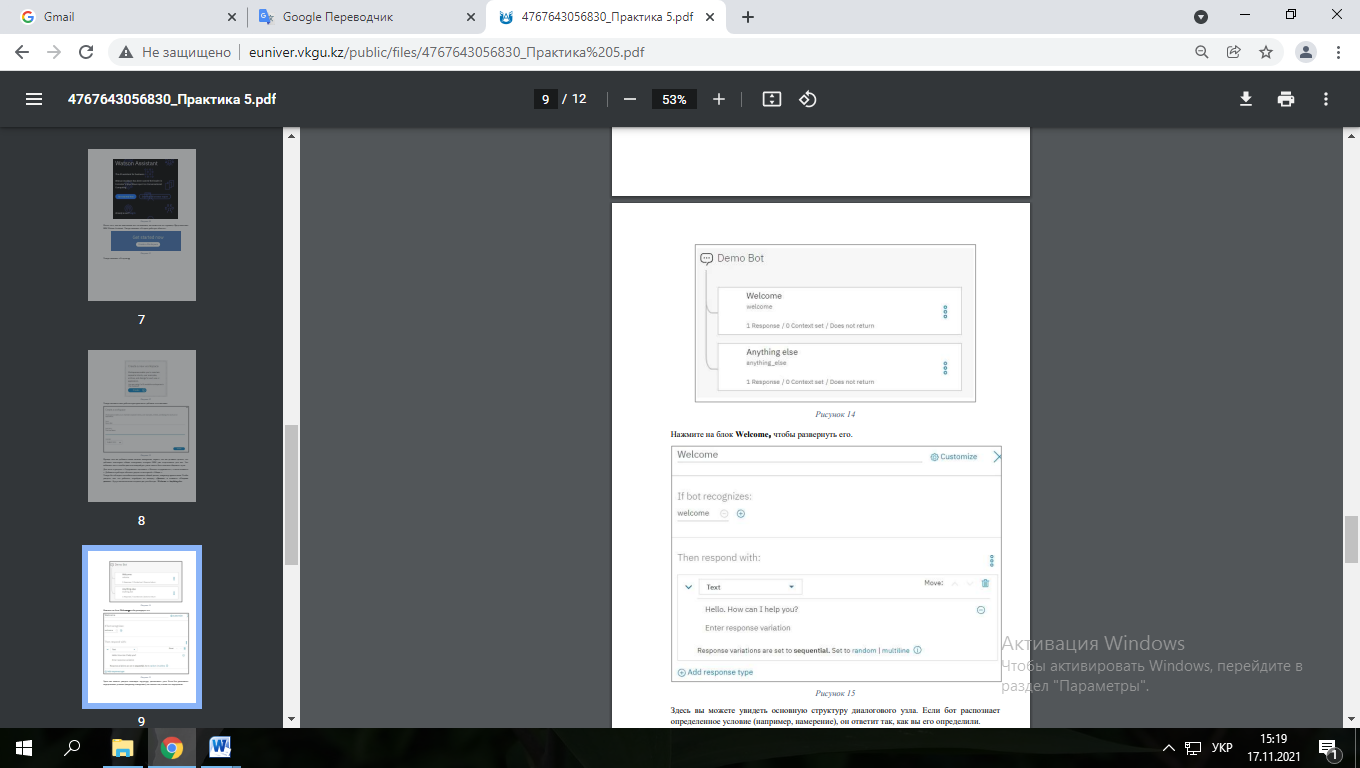 Gmail
Google Переводчик
4767643056830_Практика 5.pdf
Не защищено
euniver.vkgu.kz/public/files/4767643056830_Практика%205.pdf
4767643056830_Практика 5.pdf
9 / 12
53%
Watson Assistant
7
8
9
Demo Bot
Welcome
welcome
1 Response / 0 Context set / Does not return
Anything else
anything_else
1 Response / 0 Context set / Does not return
Рисунок 14
Нажмите на блок Welcome, чтобы развернуть его.
Welcome
Customize
If bot recognizes:
welcome
Then respond with:
Text
Move:
Hello. How can I help you?
Enter response variation
Response variations are set to sequential. Set to random | multiline
Add response type
Рисунок 15
Здесь вы можете увидеть основную структуру диалогового узла. Если бот распознает
определенное условие (например, намерение), он ответит так, как вы его определили.
Активация Windows
Чтобы активировать Windows, перейдите в
раздел "Параметры".
УКР
15:19
17.11.2021
1